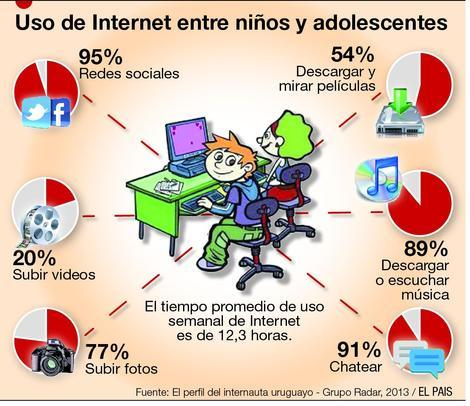 Uso de Internet entre niños y adolescentes
95%
Redes sociales
54%
Descargar y
mirar películas
20%
Subir videos
89%
Descargar
o escuchar
música
El tiempo promedio de uso
semanal de Internet
es de 12,3 horas.
77%
Subir fotos
91%
Chatear
Fuente: El perfil del internauta uruguayo - Grupo Radar, 2013 / EL PAIS